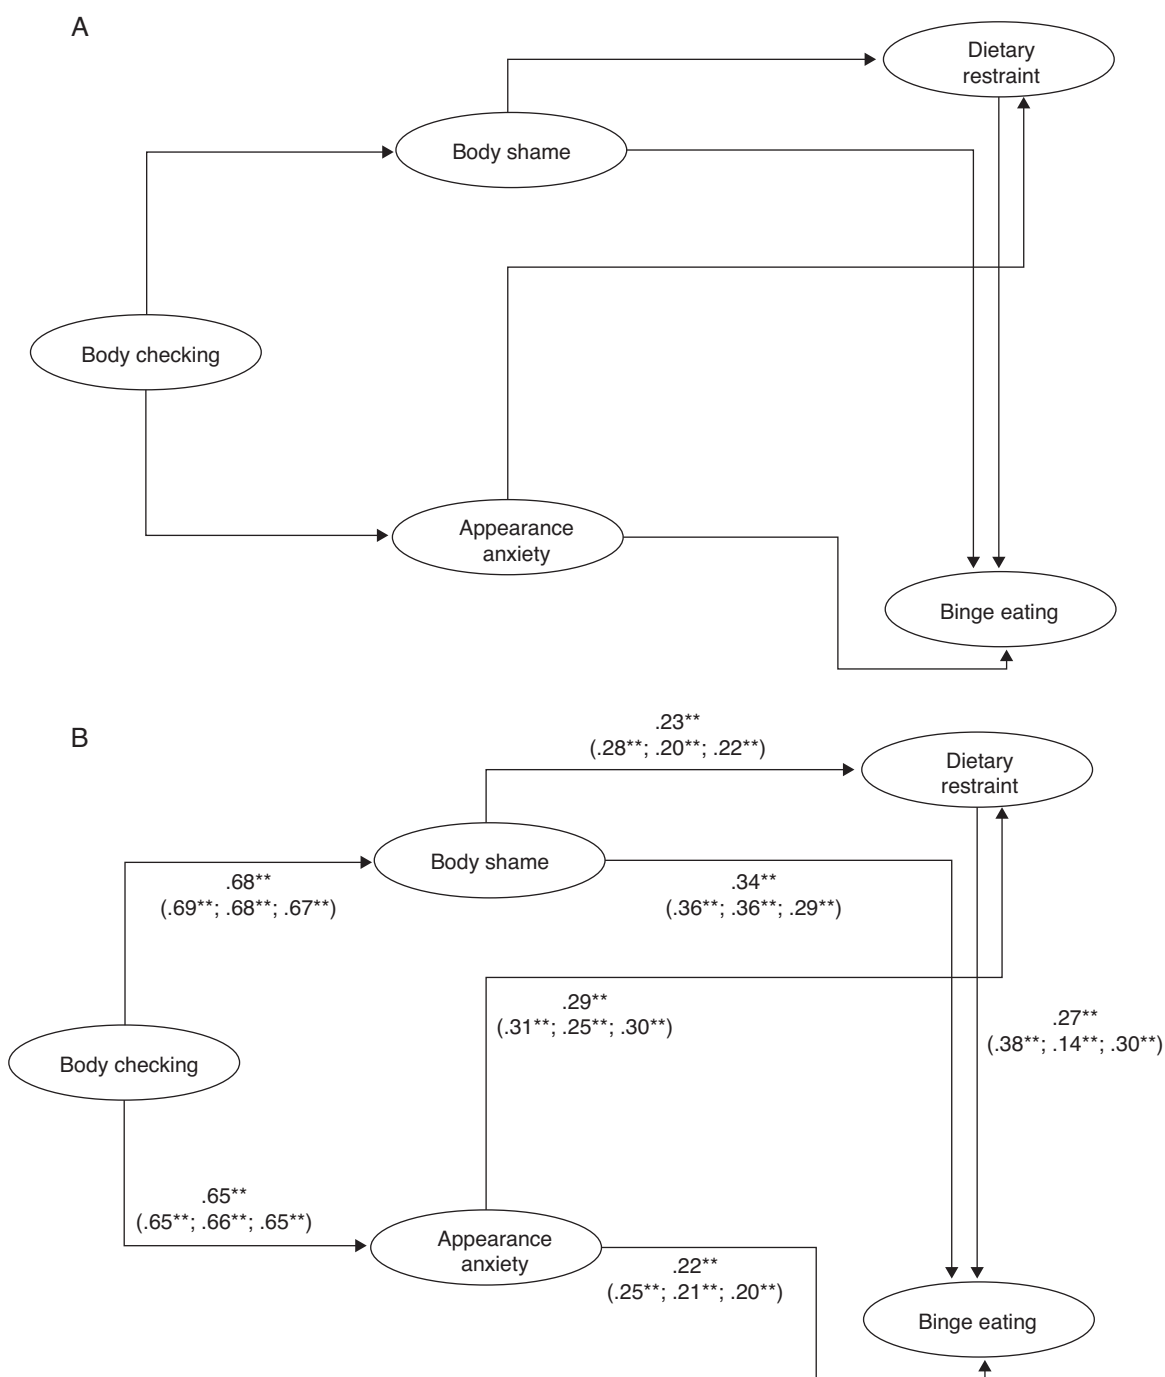 A
Dietary
restraint
Body shame
Body checking
Appearance
anxiety
Binge eating
B
.23**
(.28**; .20**; .22**)
Dietary
restraint
Body shame
.68**
(.69**; .68**; .67**)
.34**
(.36**; .36**; .29**)
.29**
(.31**; .25**; .30**)
.27**
(.38**; .14**; .30**)
Body checking
.65**
(.65**; .66**; .65**)
Appearance
anxiety
.22**
(.25**; .21**; .20**)
Binge eating